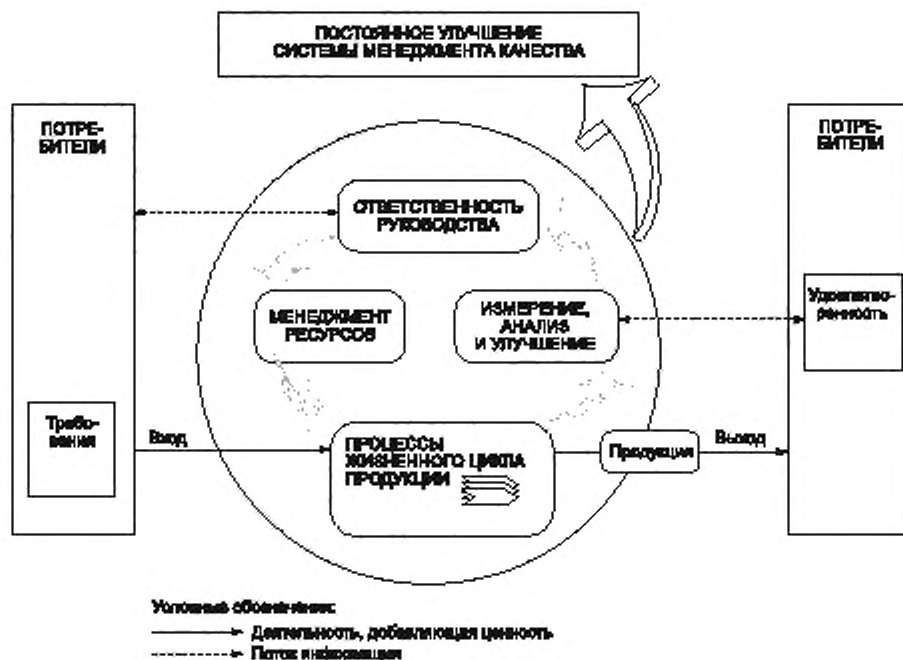 ПОСТОЯННОЕ УЛУЧШЕНИЕ
СИСТЕМЫ МЕНЕДЖМЕНТА КАЧЕСТВА
ПОТРЕ-
БИТЕЛИ
ПОТРЕ-
БИТЕЛИ
ОТВЕТСТВЕННОСТЬ
РУКОВОДСТВА
МЕНЕДЖМЕНТ
РЕСУРСОВ
ИЗМЕРЕНИЕ,
АНАЛИЗ
И УЛУЧШЕНИЕ
Удовлетво-
ренность
Требо-
вания
Вход
ПРОЦЕССЫ
ЖИЗНЕННОГО ЦИКЛА
ПРОДУКЦИИ
Продукция
Выход
Условные обозначения:
Деятельность, добавляющая ценность
Поток информации